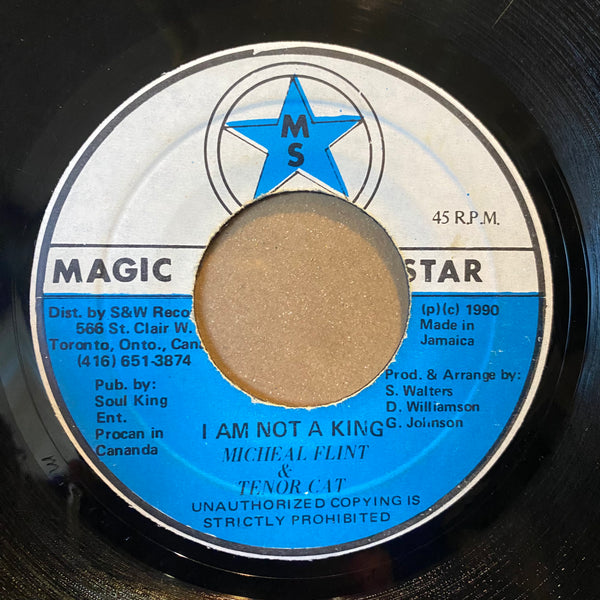 M
S
45 R.P.M.
MAGIC STAR
Dist. by S&W Reco
566 St. Clair W.
Toronto, Onto., Can
(416) 651-3874
(p)(c) 1990
Made in
Jamaica
Pub. by:
Soul King
Ent.
Procan in
Cananda
Prod. & Arrange by:
S. Walters
D. Williamson
G. Johnson
I AM NOT A KING
MICHEAL FLINT
&
TENOR CAT
UNAUTHORIZED COPYING IS
STRICTLY PROHIBITED